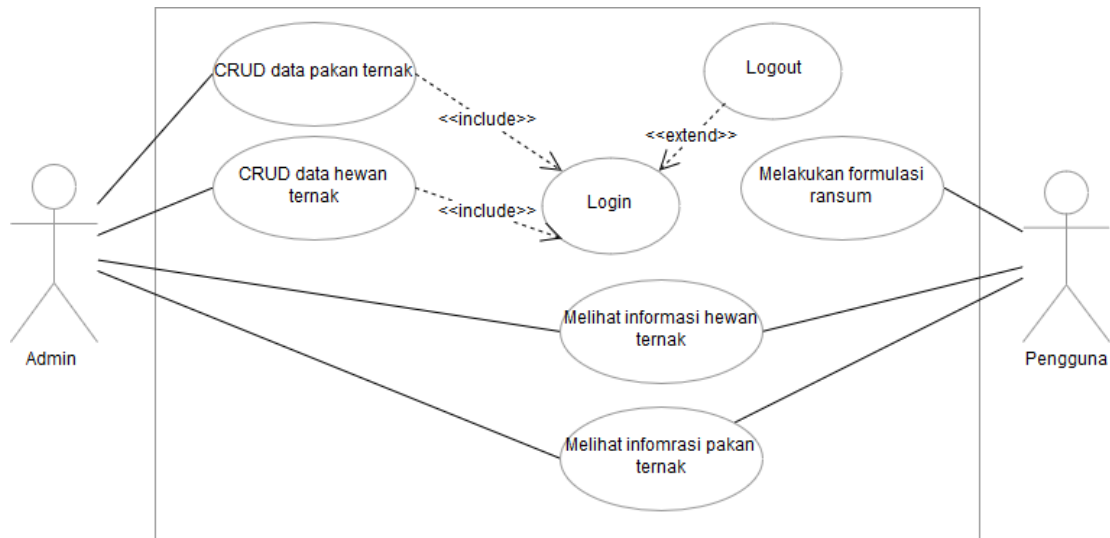 CRUD data pakan ternak
Logout
<<include>>
<<extend>>
CRUD data hewan
ternak
Melakukan formulasi
ransum
Login
<<include>>
Melihat informasi hewan
ternak
Admin
Pengguna
Melihat infomrasi pakan
ternak